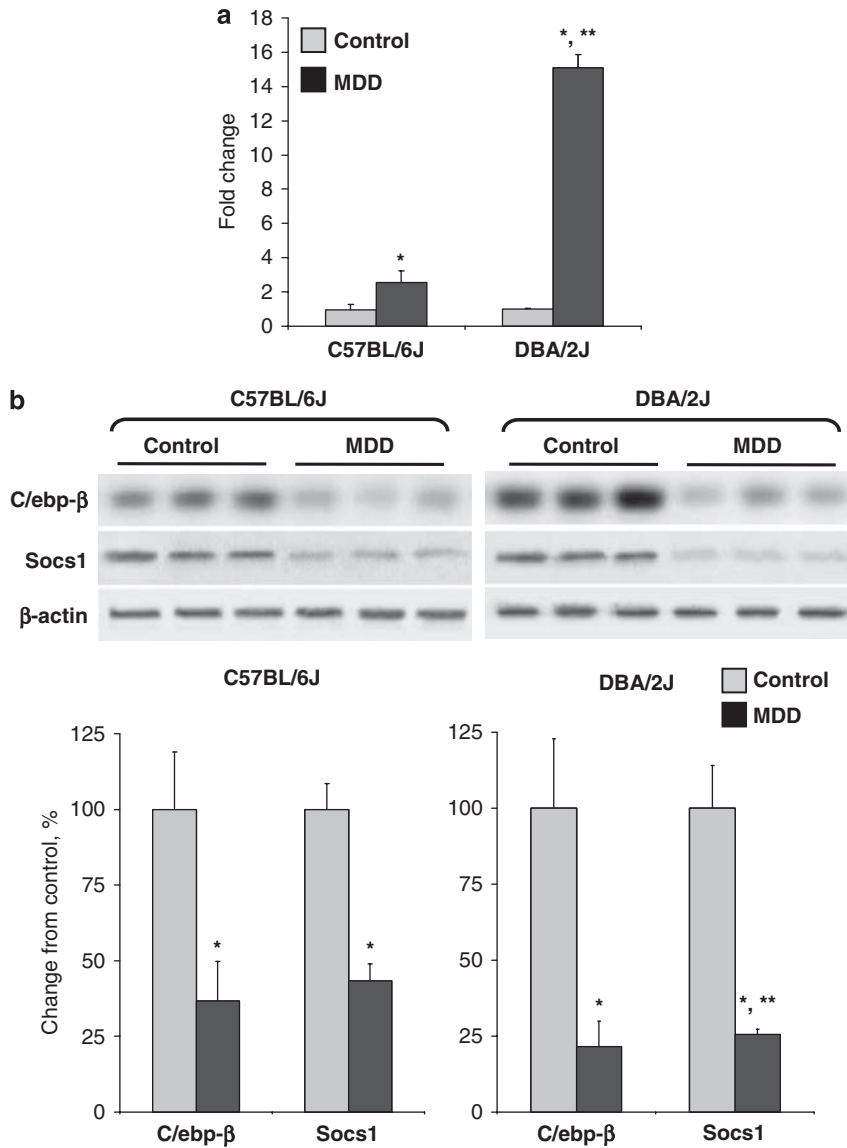 a
18
16
14
12
10
8
6
4
2
0
Fold change
Control
MDD
*
*, **
C57BL/6J
DBA/2J
b
C57BL/6J
DBA/2J
Control
MDD
Control
MDD
C/ebp-β
Socs1
β-actin
C57BL/6J
DBA/2J
Control
MDD
Change from control, %
125
100
75
50
25
0
*
*
C/ebp-β
Socs1
125
100
75
50
25
0
*
*, **
C/ebp-β
Socs1